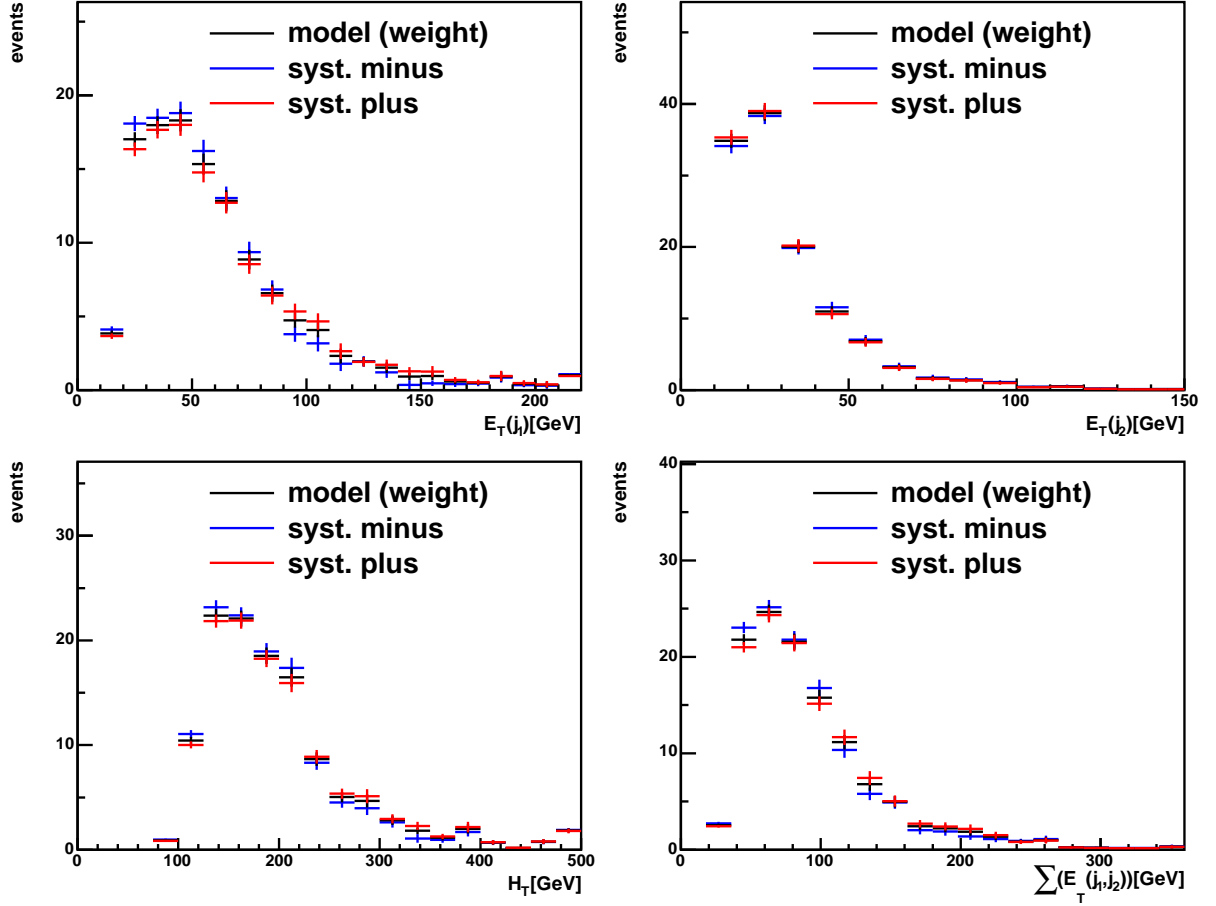 events
model (weight)
syst. minus
syst. plus
20
10
0
0 50 100 150 200
E_T(j_1)[GeV]
events
model (weight)
syst. minus
syst. plus
40
20
0
0 50 100 150
E_T(j_2)[GeV]
events
model (weight)
syst. minus
syst. plus
30
20
10
0
0 100 200 300 400 500
H_T[GeV]
events
model (weight)
syst. minus
syst. plus
40
30
20
10
0
0 100 200 300
∑(E_T(j_1,j_2))[GeV]